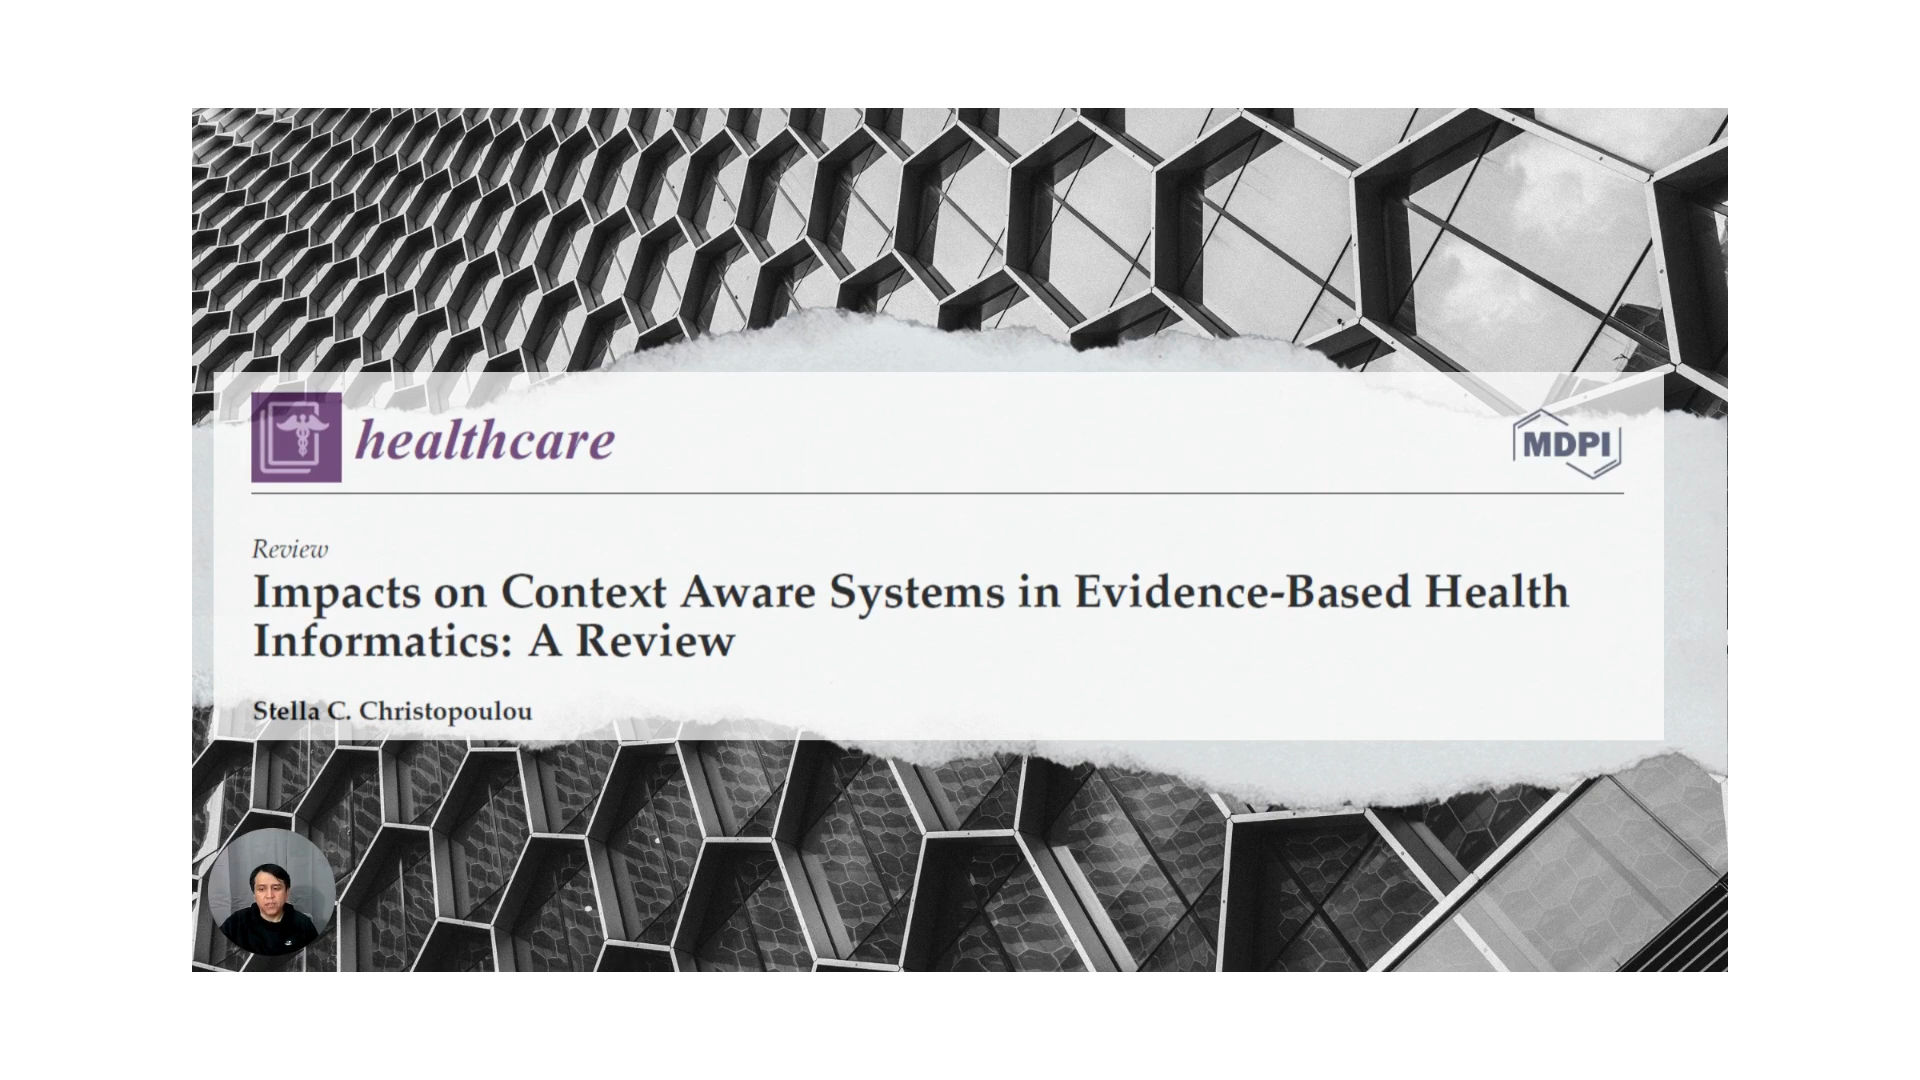 healthcare
MDPI
Review
Impacts on Context Aware Systems in Evidence-Based Health
Informatics: A Review
Stella C. Christopoulou